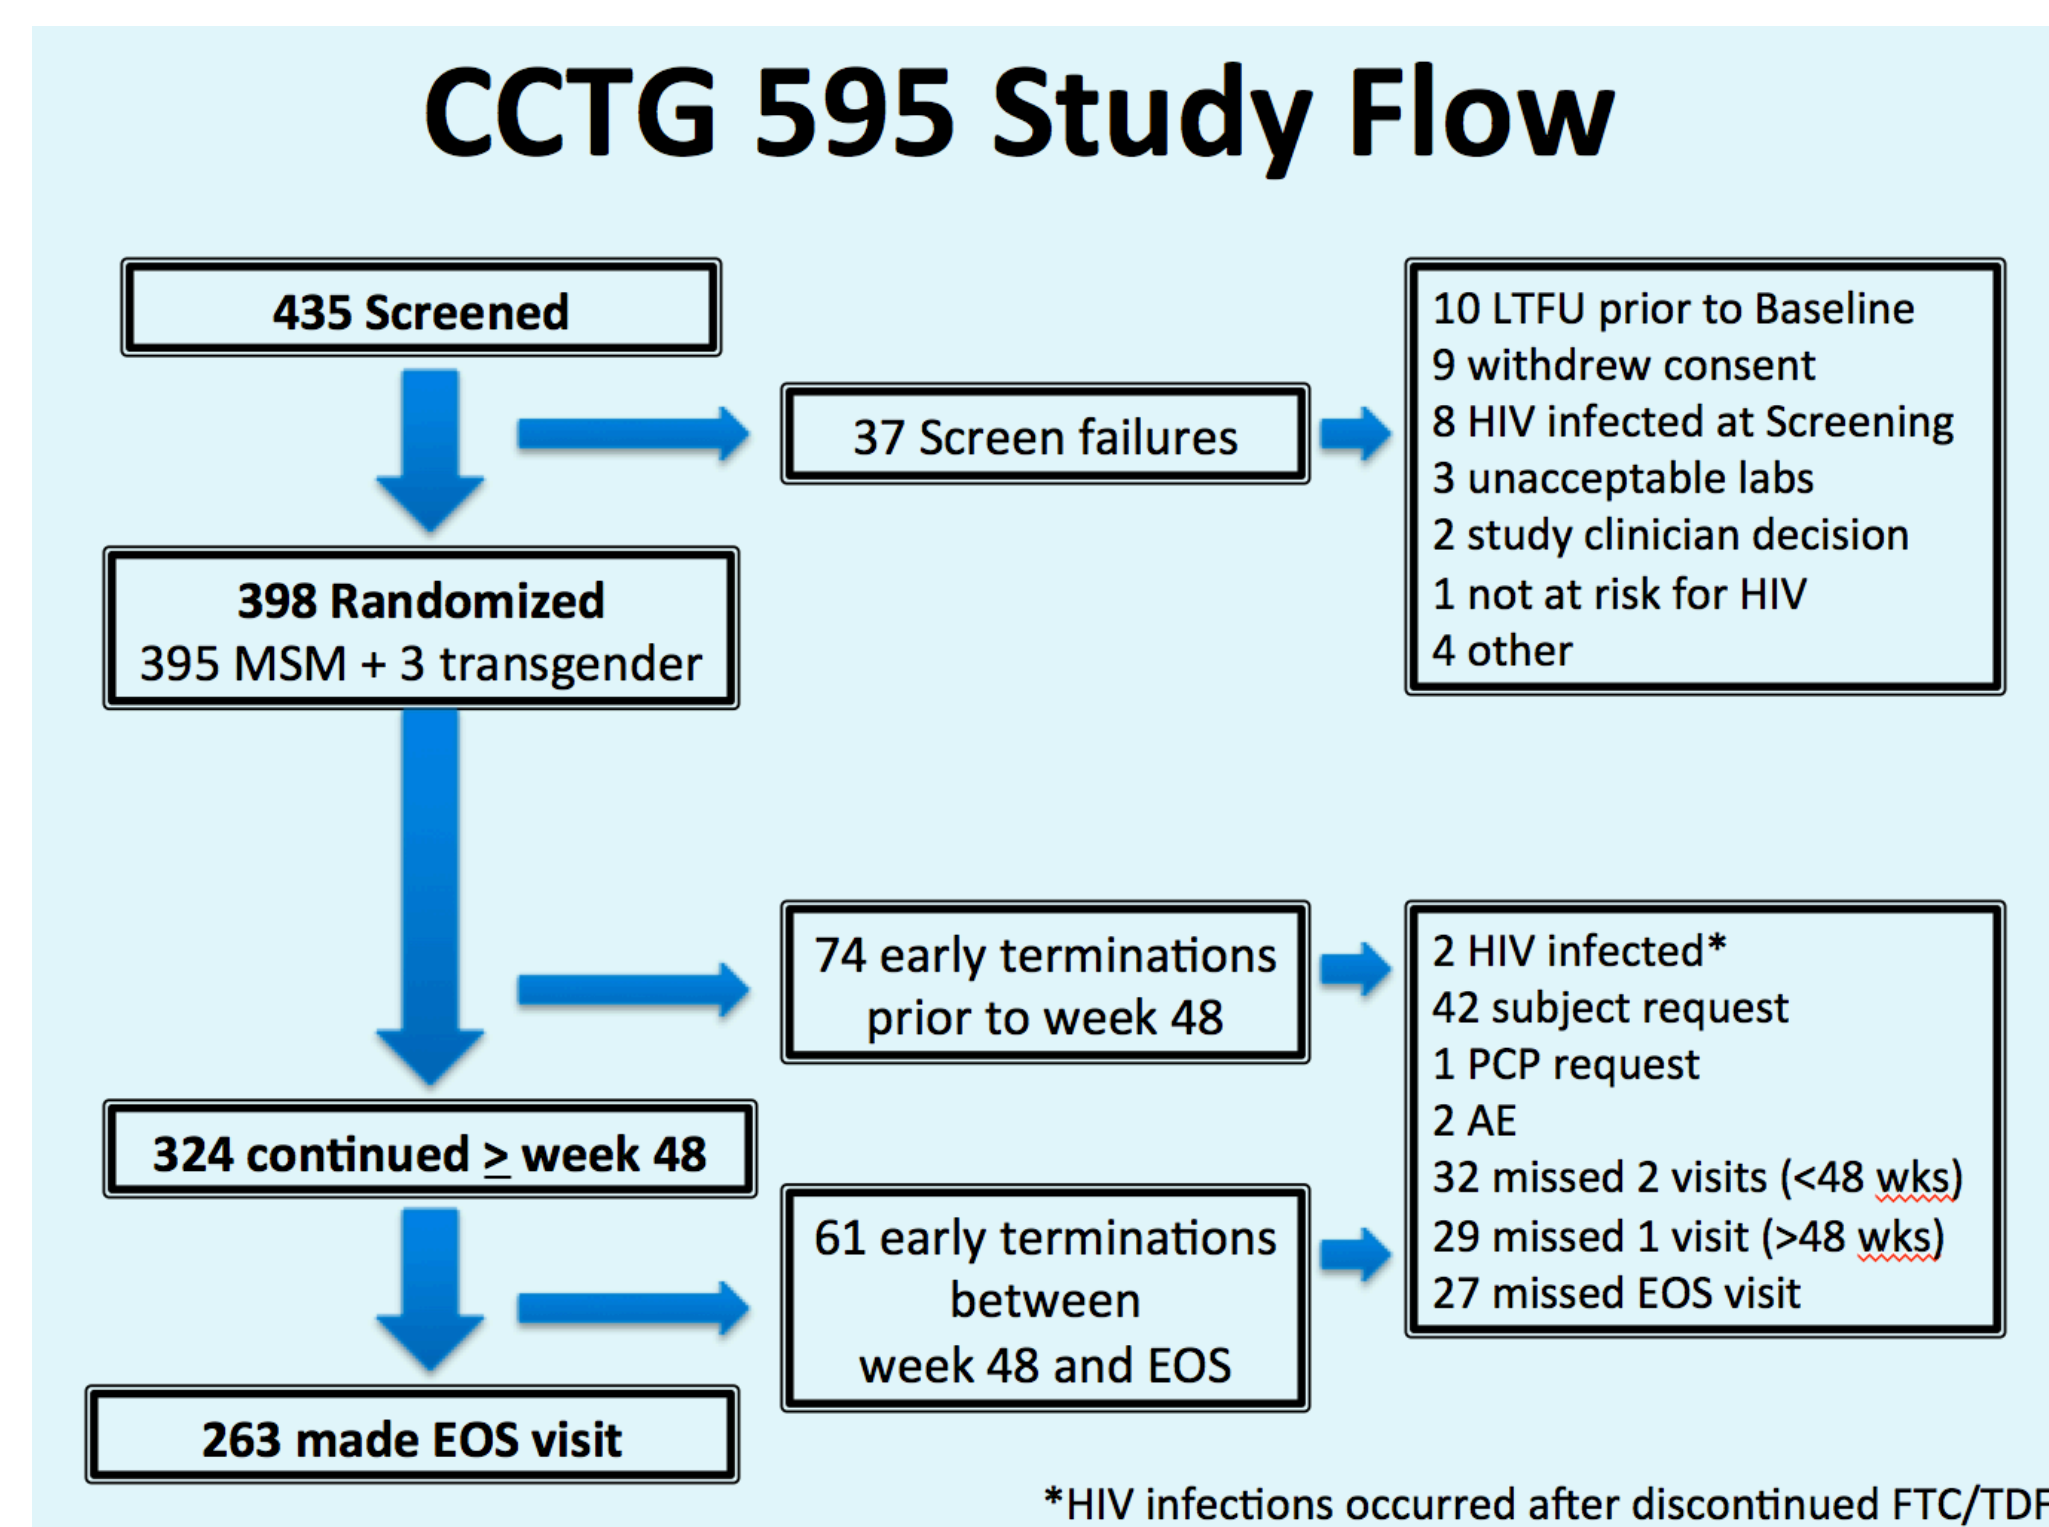 CCTG 595 Study Flow
435 Screened
37 Screen failures
10 LTFU prior to Baseline
9 withdrew consent
8 HIV infected at Screening
3 unacceptable labs
2 study clinician decision
1 not at risk for HIV
4 other
398 Randomized
395 MSM + 3 transgender
74 early terminations
prior to week 48
2 HIV infected*
42 subject request
1 PCP request
2 AE
32 missed 2 visits (<48 wks)
29 missed 1 visit (>48 wks)
27 missed EOS visit
324 continued ≥ week 48
61 early terminations
between
week 48 and EOS
263 made EOS visit
*HIV infections occurred after discontinued FTC/TDF